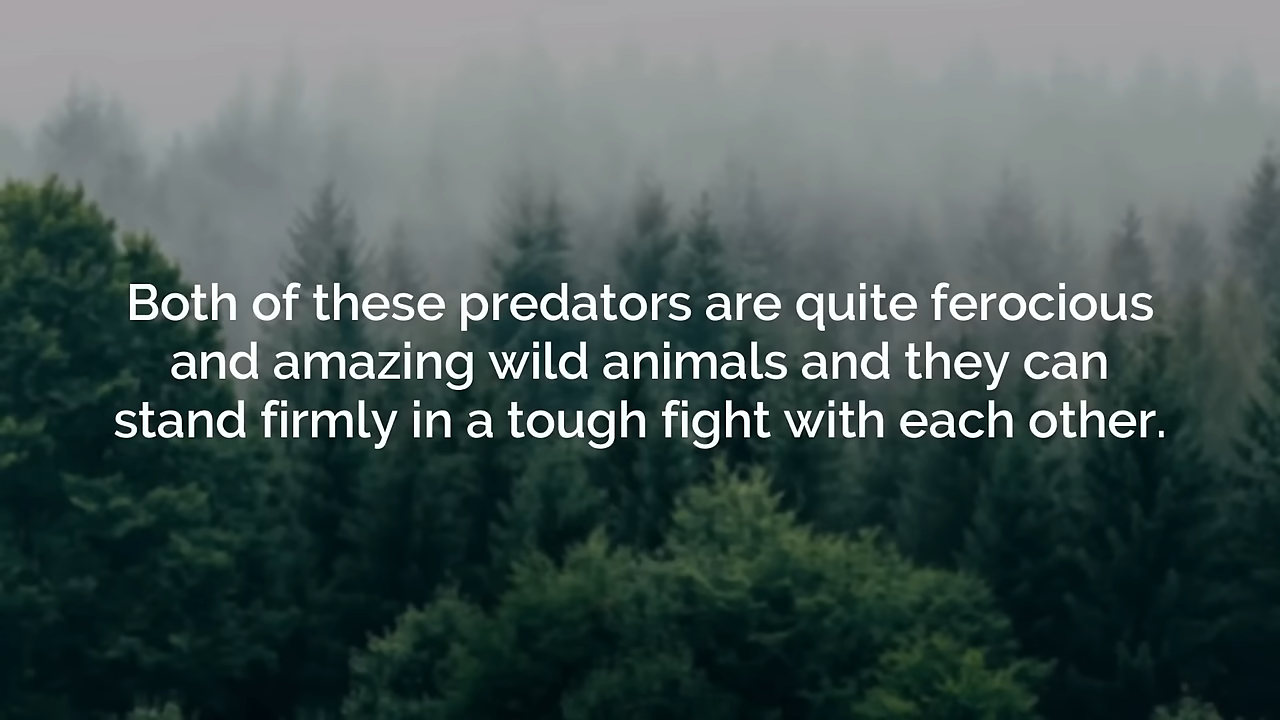 Both of these predators are quite ferocious
and amazing wild animals and they can
stand firmly in a tough fight with each other.